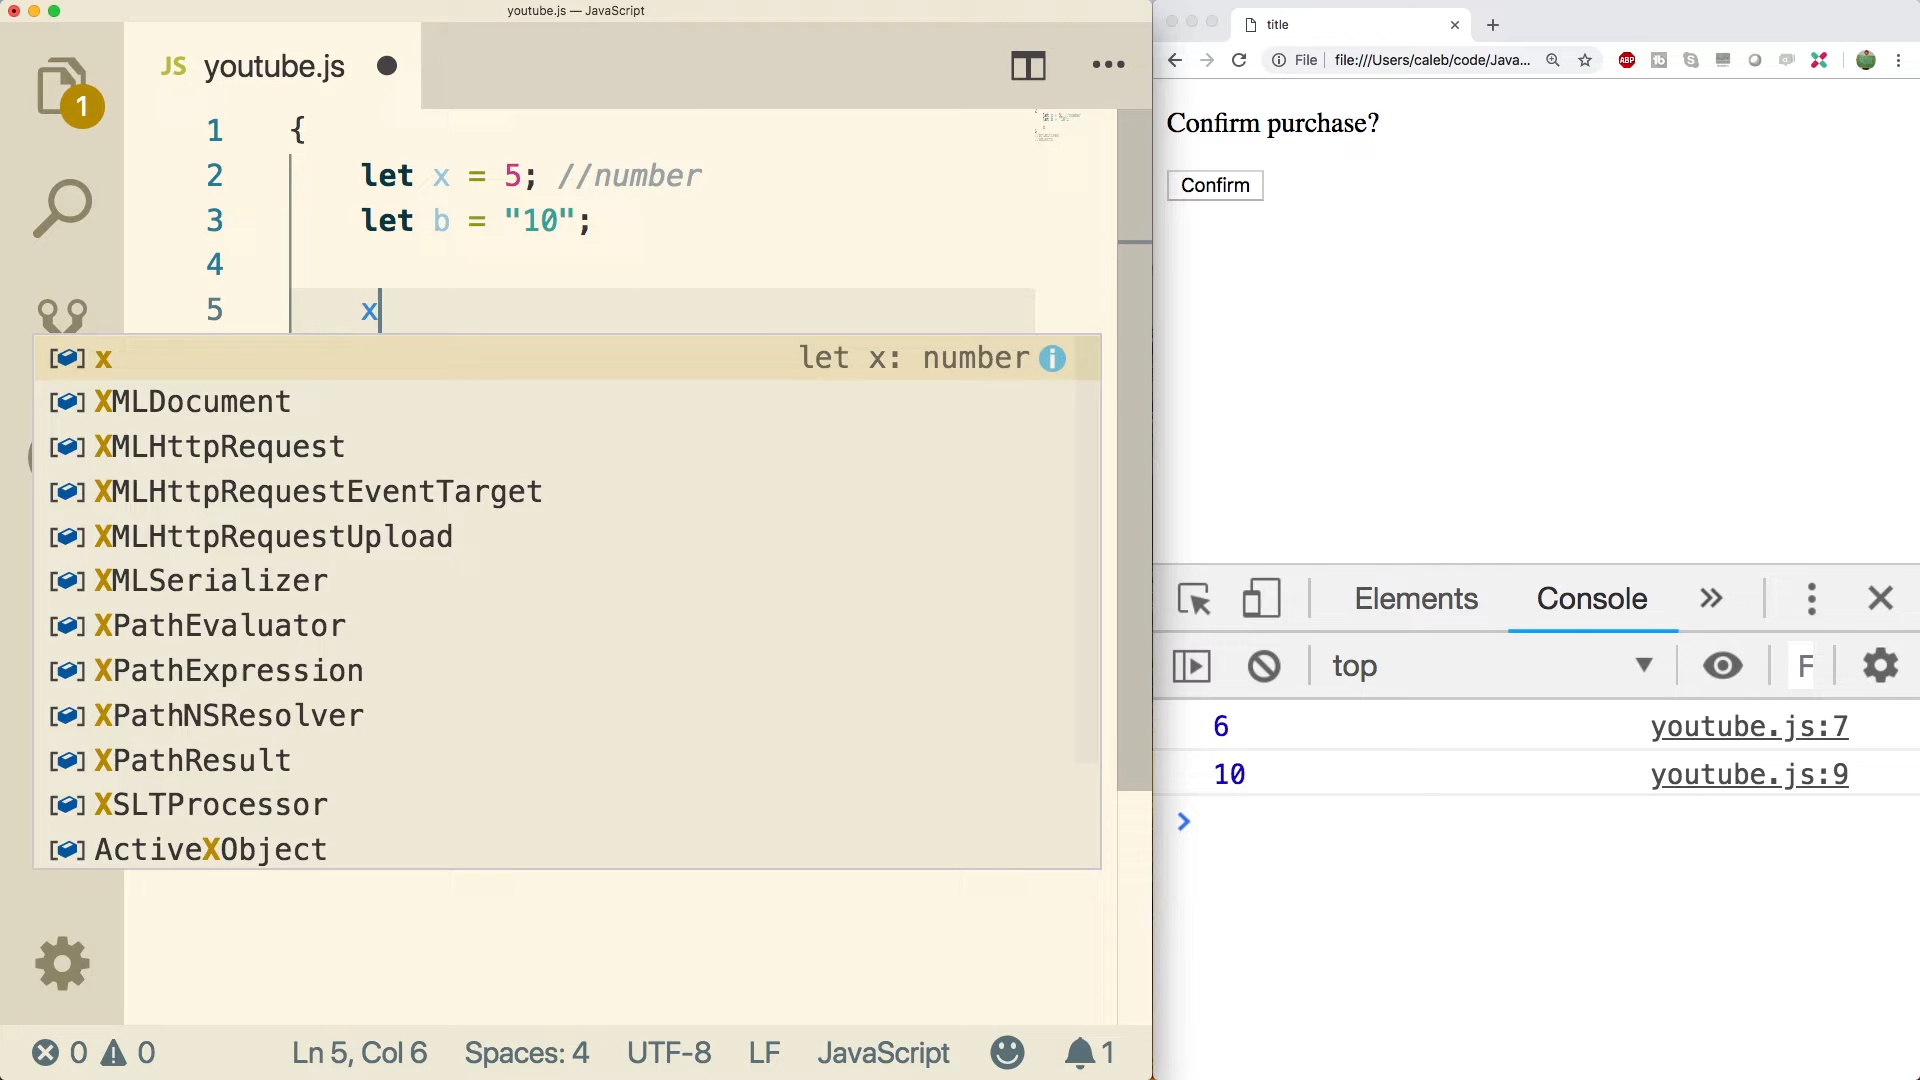 youtube.js — JavaScript
JS youtube.js
1
1 {
2 let x = 5; //number
3 let b = "10";
4
5 x
x let x: number
XMLDocument
XMLHttpRequest
XMLHttpRequestEventTarget
XMLHttpRequestUpload
XMLSerializer
XPathEvaluator
XPathExpression
XPathNSResolver
XPathResult
XSLTProcessor
ActiveXObject
0 0 Ln 5, Col 6 Spaces: 4 UTF-8 LF JavaScript 1
title
File file:///Users/caleb/code/Java...
ABP
Confirm purchase?
Confirm
Elements Console
top F
6 youtube.js:7
10 youtube.js:9